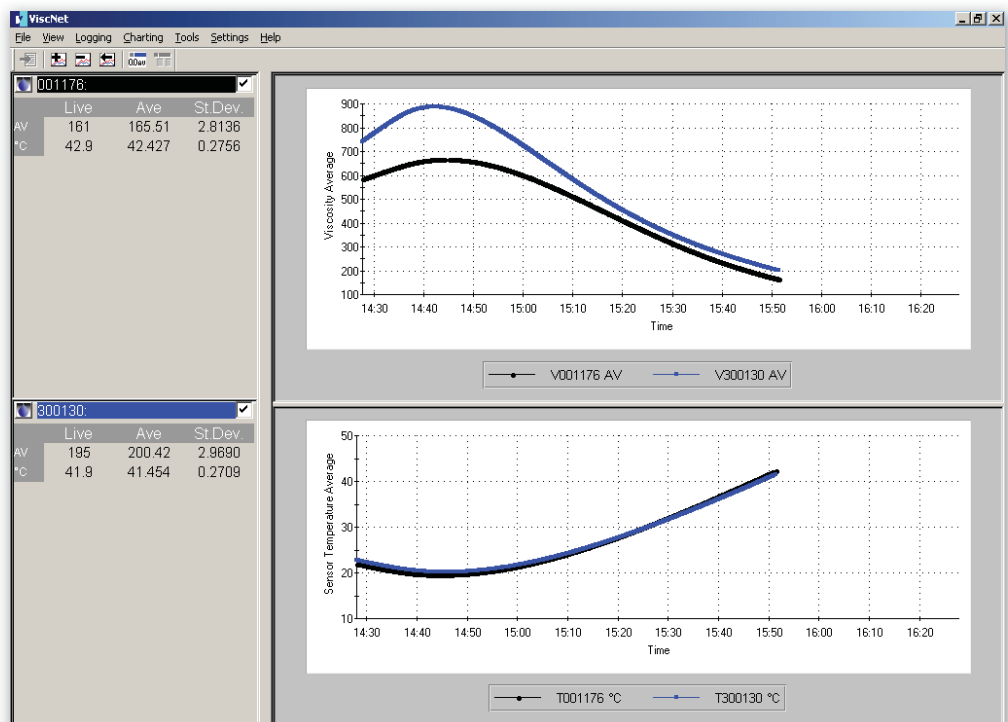 ViscNet
File View Logging Charting Tools Settings Help
0.0av
001176:
Live Ave St.Dev.
AV 161 165.51 2.8136
°C 42.9 42.427 0.2756
900
800
700
600
500
400
300
200
100
Viscosity Average
14:30 14:40 14:50 15:00 15:10 15:20 15:30 15:40 15:50 16:00 16:10 16:20
Time
V001176 AV V300130 AV
300130:
Live Ave St.Dev.
AV 195 200.42 2.9690
°C 41.9 41.454 0.2709
50
40
30
20
10
Sensor Temperature Average
14:30 14:40 14:50 15:00 15:10 15:20 15:30 15:40 15:50 16:00 16:10 16:20
Time
T001176 °C T300130 °C